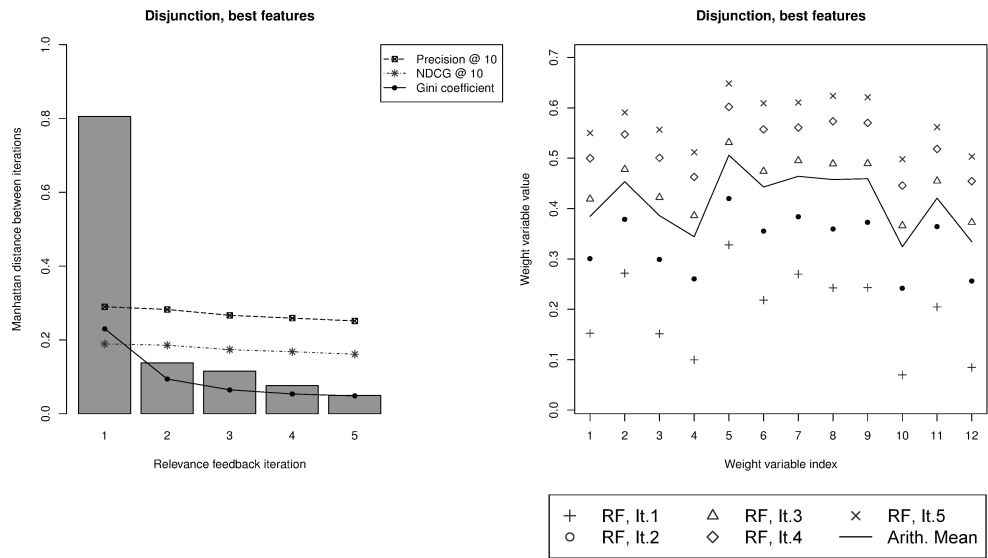 Disjunction, best features
Manhattan distance between iterations
1.0
0.8
0.6
0.4
0.2
0.0
Precision @ 10
NDCG @ 10
Gini coefficient
1 2 3 4 5
Relevance feedback iteration
Disjunction, best features
Weight variable value
0.7
0.6
0.5
0.4
0.3
0.2
0.1
0.0
1 2 3 4 5 6 7 8 9 10 11 12
Weight variable index
RF, It.1 RF, It.3 RF, It.5
RF, It.2 RF, It.4 Arith. Mean